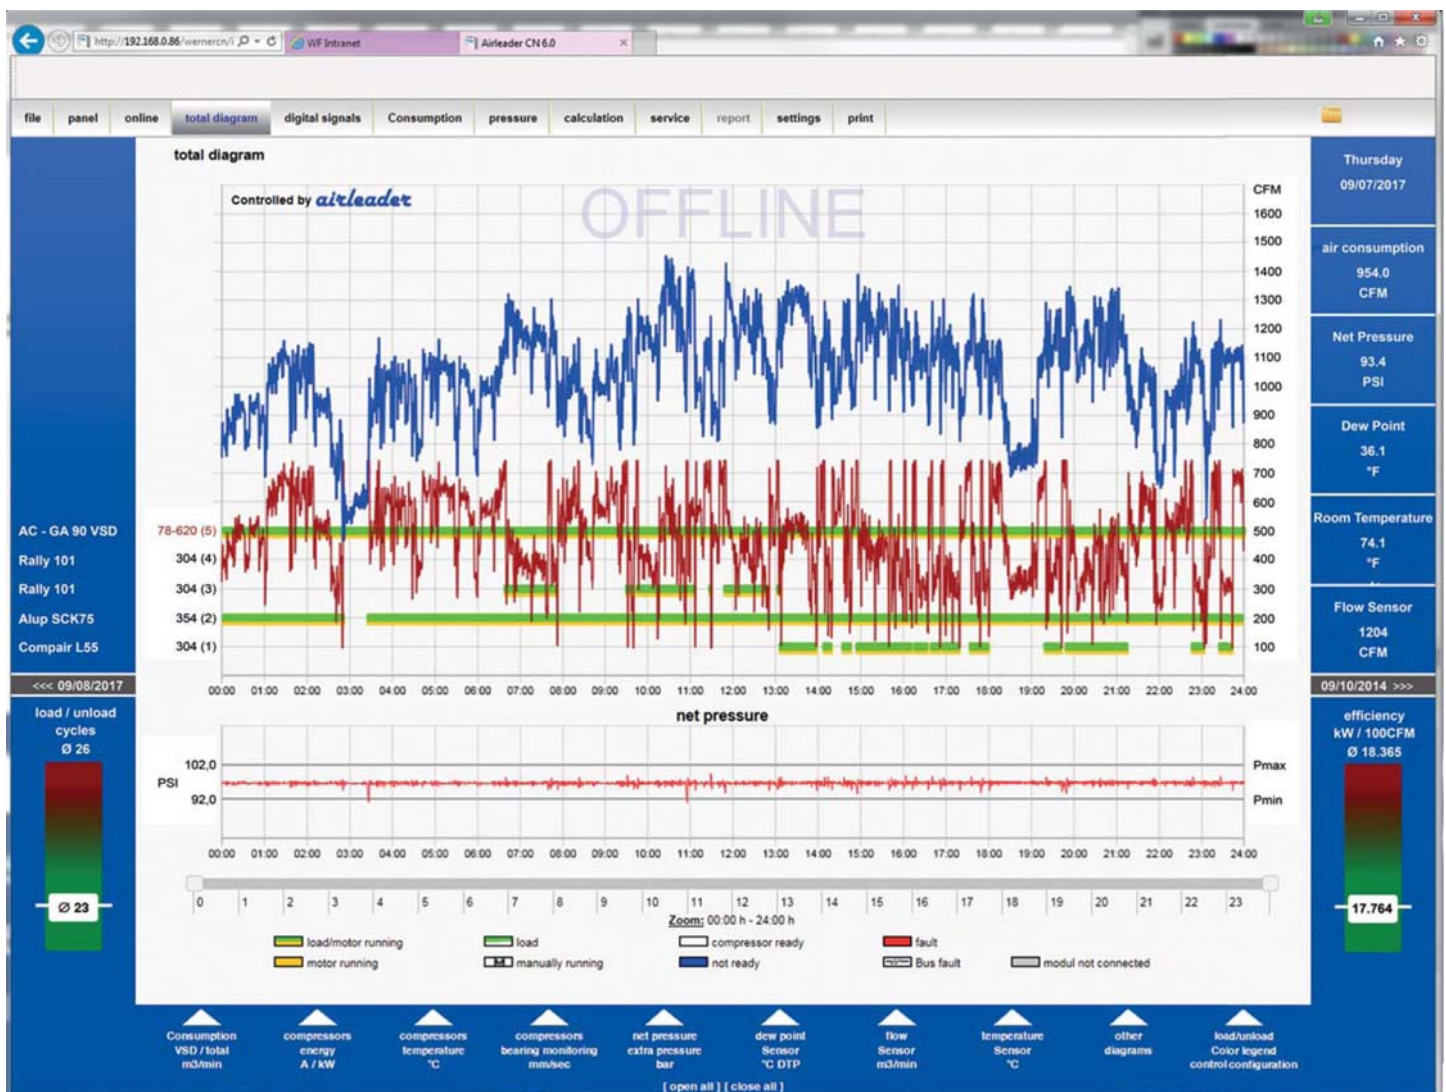 http://192.168.0.86/wernercn/i
WF Intranet
Airleader CN 6.0
file panel online total diagram digital signals Consumption pressure calculation service report settings print
total diagram
Controlled by airleader
OFFLINE
CFM
1600
1500
1400
1300
1200
1100
1000
900
800
700
600
500
400
300
200
100
AC - GA 90 VSD 78-620 (5)
Rally 101 304 (4)
Rally 101 304 (3)
Alup SCK75 354 (2)
Compair L55 304 (1)
00:00 01:00 02:00 03:00 04:00 05:00 06:00 07:00 08:00 09:00 10:00 11:00 12:00 13:00 14:00 15:00 16:00 17:00 18:00 19:00 20:00 21:00 22:00 23:00 24:00
Thursday
09/07/2017
air consumption
954.0
CFM
Net Pressure
93.4
PSI
Dew Point
36.1
°F
Room Temperature
74.1
°F
Flow Sensor
1204
CFM
<<< 09/08/2017
09/10/2014 >>>
load / unload
cycles
Ø 26
Ø 23
net pressure
PSI
102,0
92,0
Pmax
Pmin
00:00 01:00 02:00 03:00 04:00 05:00 06:00 07:00 08:00 09:00 10:00 11:00 12:00 13:00 14:00 15:00 16:00 17:00 18:00 19:00 20:00 21:00 22:00 23:00 24:00
efficiency
kW / 100CFM
Ø 18.365
17.764
0 1 2 3 4 5 6 7 8 9 10 11 12 13 14 15 16 17 18 19 20 21 22 23
Zoom: 00:00 h - 24:00 h
load/motor running load compressor ready fault
motor running M manually running not ready Bus fault modul not connected
Consumption
VSD / total
m3/min
compressors
energy
A / kW
compressors
temperature
°C
compressors
bearing monitoring
mm/sec
net pressure
extra pressure
bar
dew point
Sensor
°C DTP
flow
Sensor
m3/min
temperature
Sensor
°C
other
diagrams
load/unload
Color legend
control configuration
[ open all ] [ close all ]